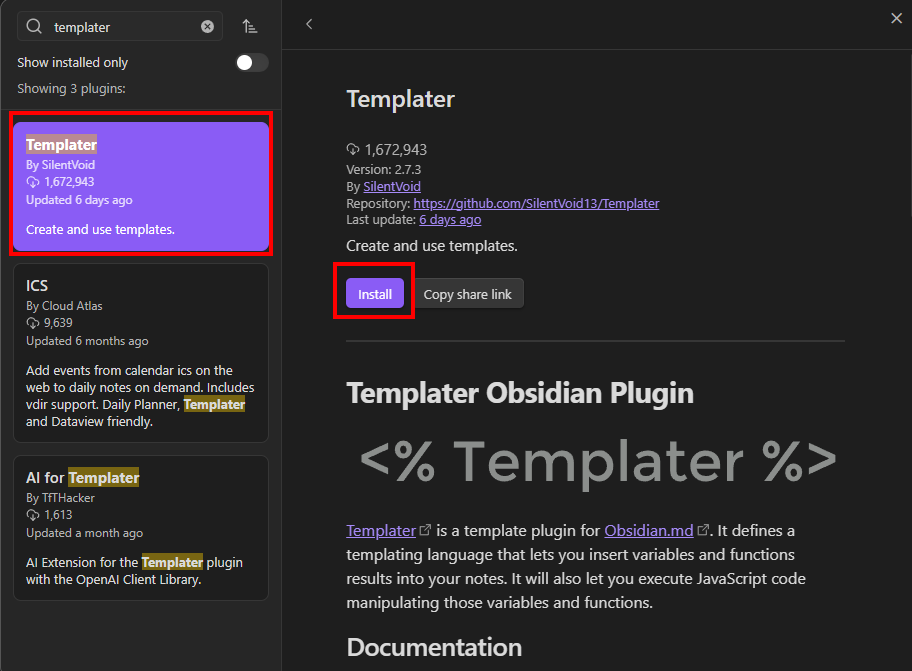 templater
Show installed only
Showing 3 plugins:
Templater
By SilentVoid
1,672,943
Updated 6 days ago
Create and use templates.
ICS
By Cloud Atlas
9,639
Updated 6 months ago
Add events from calendar ics on the
web to daily notes on demand. Includes
vdir support. Daily Planner, Templater
and Dataview friendly.
AI for Templater
By TfTHacker
1,613
Updated a month ago
AI Extension for the Templater plugin
with the OpenAI Client Library.
Templater
1,672,943
Version: 2.7.3
By SilentVoid
Repository: https://github.com/SilentVoid13/Templater
Last update: 6 days ago
Create and use templates.
Install Copy share link
Templater Obsidian Plugin
<% Templater %>
Templater is a template plugin for Obsidian.md. It defines a
templating language that lets you insert variables and functions
results into your notes. It will also let you execute JavaScript code
manipulating those variables and functions.
Documentation